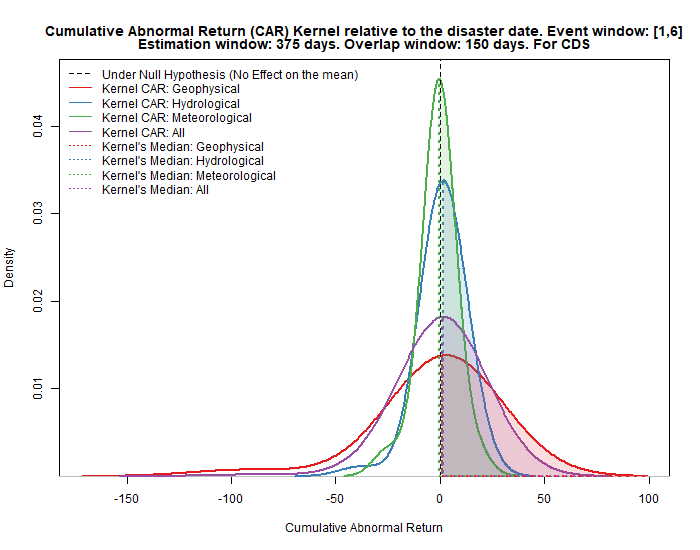 Cumulative Abnormal Return (CAR) Kernel relative to the disaster date. Event window: [1,6]
Estimation window: 375 days. Overlap window: 150 days. For CDS
Under Null Hypothesis (No Effect on the mean)
Kernel CAR: Geophysical
Kernel CAR: Hydrological
Kernel CAR: Meteorological
Kernel CAR: All
Kernel's Median: Geophysical
Kernel's Median: Hydrological
Kernel's Median: Meteorological
Kernel's Median: All
Density
0.04
0.03
0.02
0.01
-150 -100 -50 0 50 100
Cumulative Abnormal Return